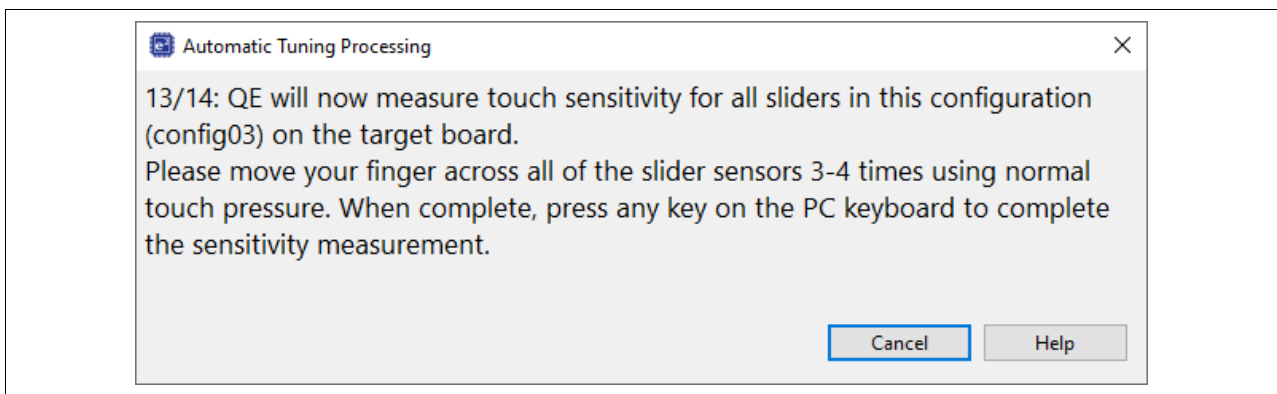 Automatic Tuning Processing
13/14: QE will now measure touch sensitivity for all sliders in this configuration
(config03) on the target board.
Please move your finger across all of the slider sensors 3-4 times using normal
touch pressure. When complete, press any key on the PC keyboard to complete
the sensitivity measurement.
Cancel Help